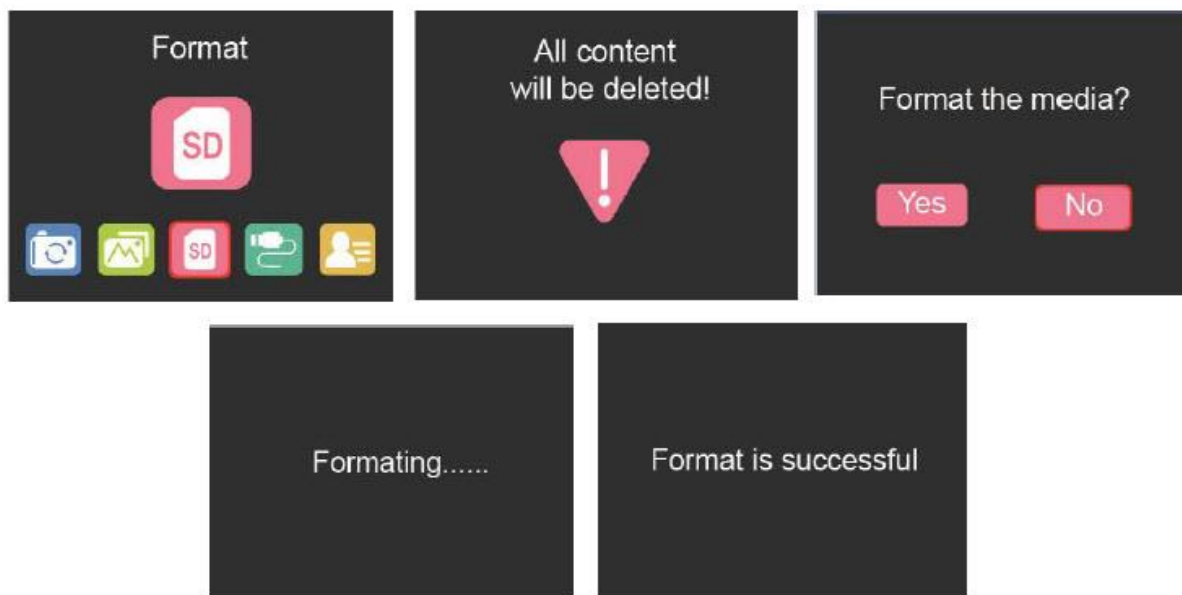 Format
SD
SD
All content
will be deleted!
!
Format the media?
Yes
No
Formating......
Format is successful